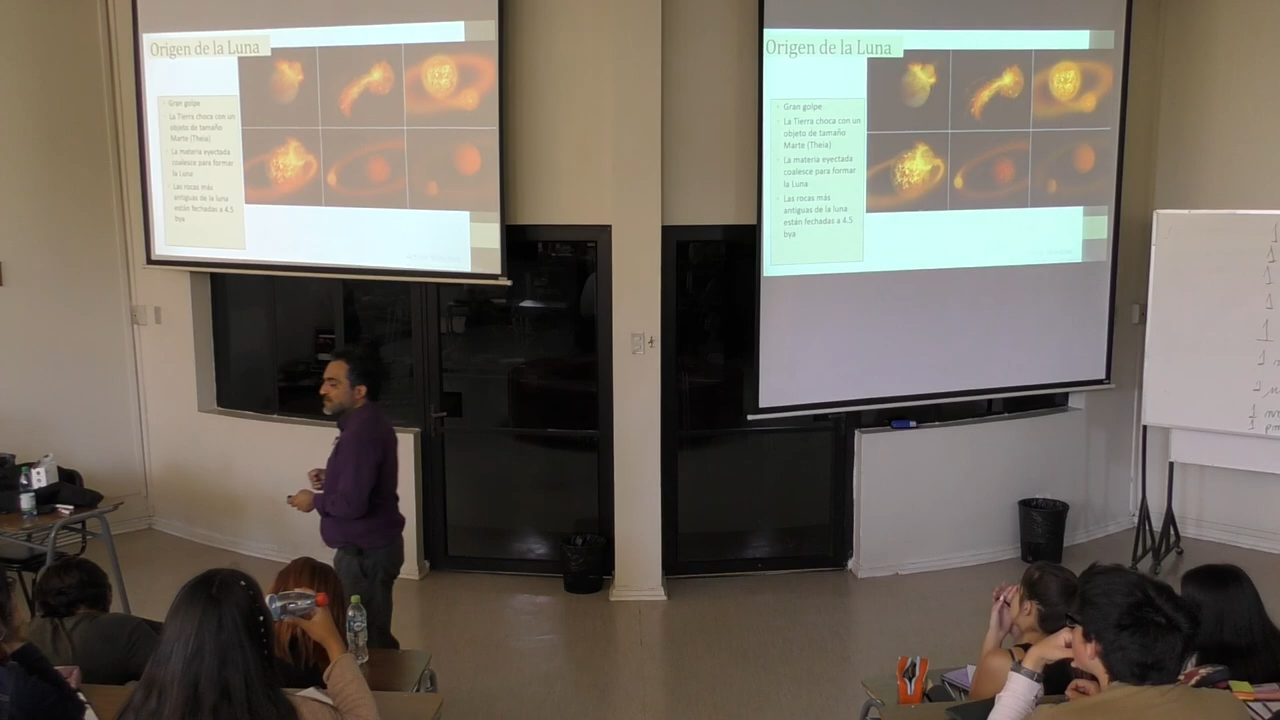 Origen de la Luna
Gran golpe
La Tierra choca con un
objeto de tamaño
Marte (Theia)
La materia eyectada
coalesce para formar
la Luna
Las rocas más
antiguas de la luna
están fechadas a 4.5
bya
Origen de la Luna
Gran golpe
La Tierra choca con un
objeto de tamaño
Marte (Theia)
La materia eyectada
coalesce para formar
la Luna
Las rocas más
antiguas de la luna
están fechadas a 4.5
bya